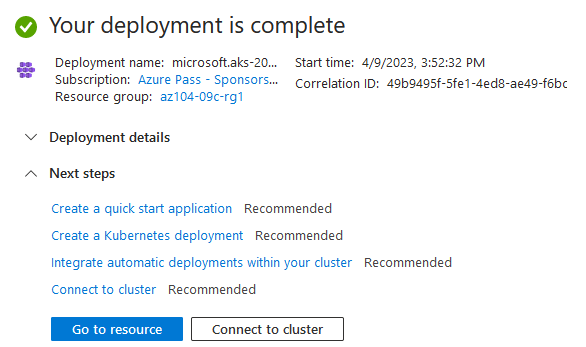 Your deployment is complete
Deployment name: microsoft.aks-20... Start time: 4/9/2023, 3:52:32 PM
Subscription: Azure Pass - Sponsors... Correlation ID: 49b9495f-5fe1-4ed8-ae49-f6bc
Resource group: az104-09c-rg1
Deployment details
Next steps
Create a quick start application Recommended
Create a Kubernetes deployment Recommended
Integrate automatic deployments within your cluster Recommended
Connect to cluster Recommended
Go to resource Connect to cluster